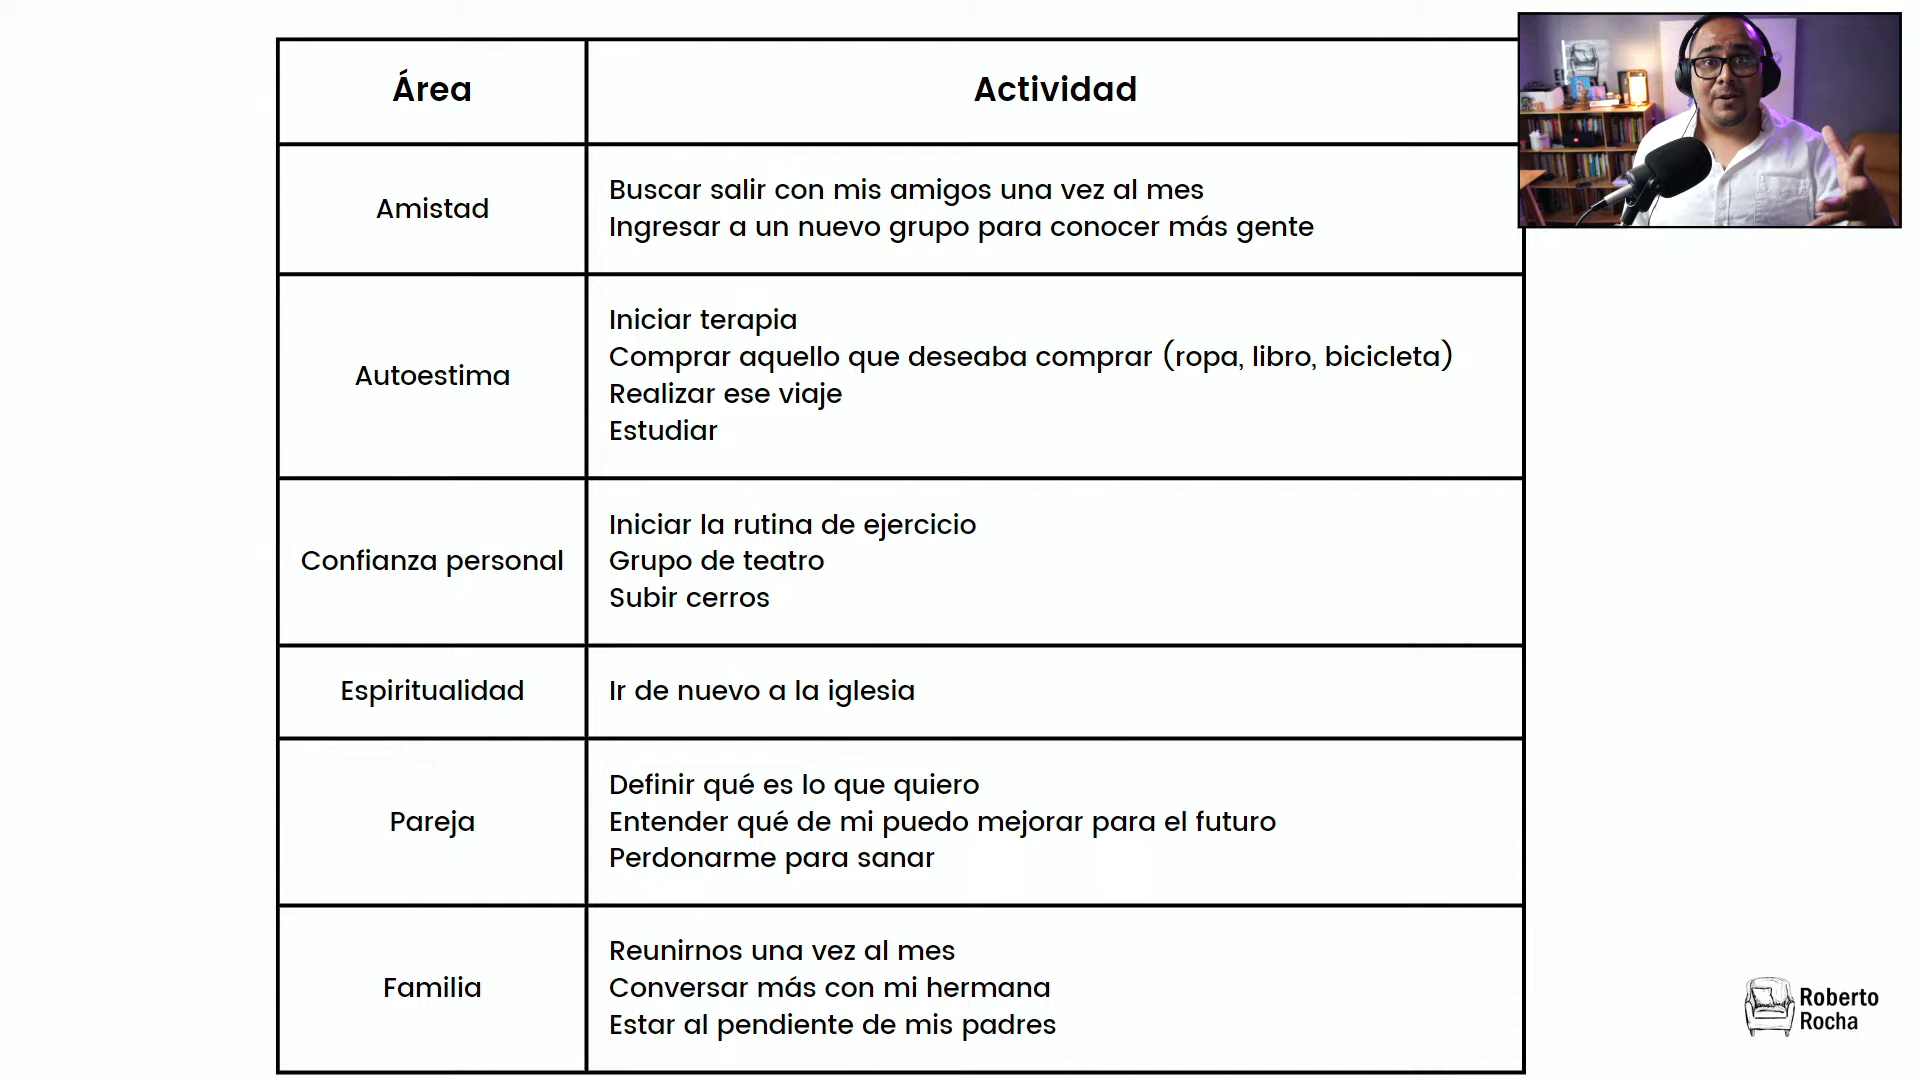 Área
Actividad
Amistad
Buscar salir con mis amigos una vez al mes
Ingresar a un nuevo grupo para conocer más gente
Autoestima
Iniciar terapia
Comprar aquello que deseaba comprar (ropa, libro, bicicleta)
Realizar ese viaje
Estudiar
Confianza personal
Iniciar la rutina de ejercicio
Grupo de teatro
Subir cerros
Espiritualidad
Ir de nuevo a la iglesia
Pareja
Definir qué es lo que quiero
Entender qué de mi puedo mejorar para el futuro
Perdonarme para sanar
Familia
Reunirnos una vez al mes
Conversar más con mi hermana
Estar al pendiente de mis padres
Roberto
Rocha